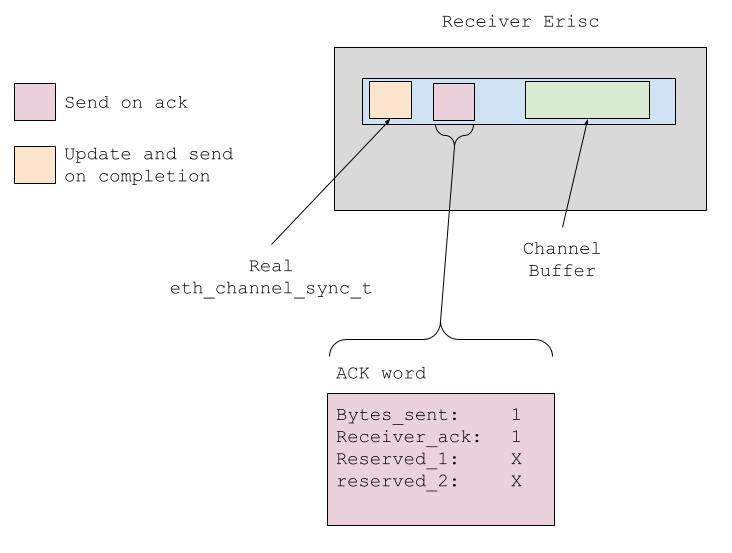 Receiver Erisc
Send on ack
Update and send
on completion
Real
eth_channel_sync_t
Channel
Buffer
ACK word
Bytes_sent: 1
Receiver_ack: 1
Reserved_1: X
reserved_2: X